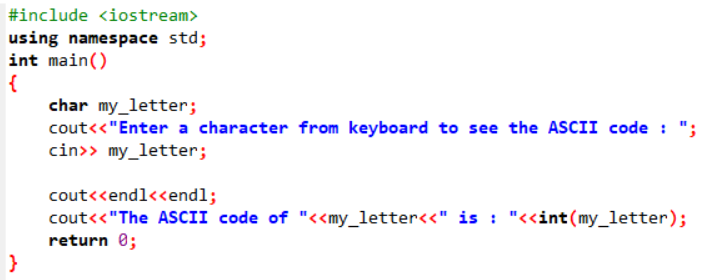 #include <iostream>
using namespace std;
int main()
{
    char my_letter;
    cout<<"Enter a character from keyboard to see the ASCII code : ";
    cin>> my_letter;

    cout<<endl<<endl;
    cout<<"The ASCII code of "<<my_letter<<" is : "<<int(my_letter);
    return 0;
}